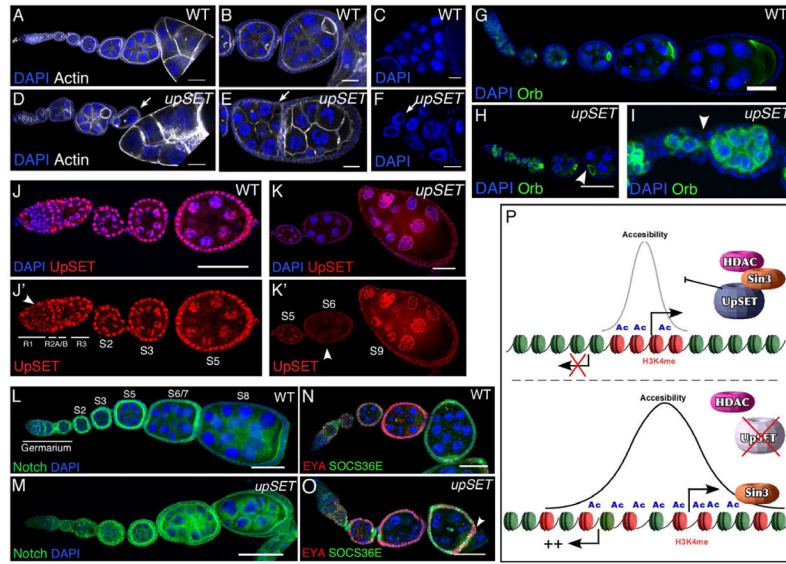 A WT
DAPI Actin
B WT
C WT
D upSET
DAPI Actin
E upSET
F upSET
G WT
DAPI Orb
H upSET
DAPI Orb
I upSET
DAPI Orb
J WT
DAPI UpSET
J'
R1 R2A/B R3 S2 S3 S5
UpSET
K upSET
DAPI UpSET
K'
S5 S6 S9
UpSET
L WT
S2 S3 S5 S6/7 S8
Germarium
Notch DAPI
M upSET
Notch DAPI
N WT
EYA SOCS36E
O upSET
EYA SOCS36E
P
Accesibility
HDAC
Sin3
UpSET
Ac Ac Ac
H3K4me
Accesibility
HDAC
UpSET
Sin3
Ac Ac Ac Ac Ac Ac Ac
H3K4me
++